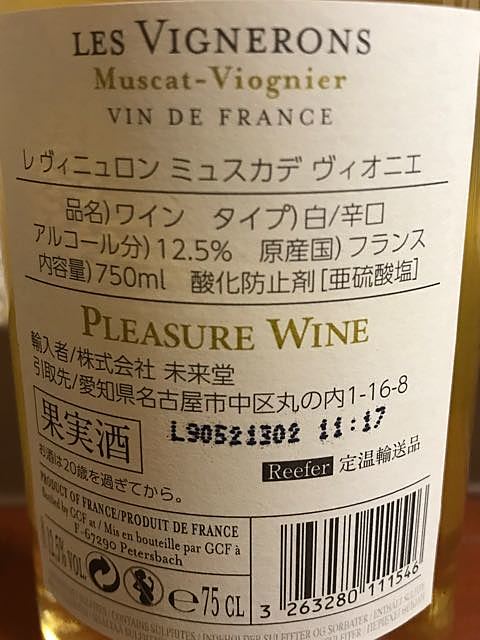 LES VIGNERONS
Muscat-Viognier
VIN DE FRANCE
レ ヴィニュロン ミュスカデ ヴィオニエ
品名)ワイン タイプ)白/辛口
アルコール分)12.5% 原産国)フランス
内容量)750ml 酸化防止剤[亜硫酸塩]
PLEASURE WINE
輸入者/株式会社 未来堂
引取先/愛知県名古屋市中区丸の内1-16-8
果実酒
L90521302 11:17
お酒は20歳を過ぎてから。
Reefer 定温輸送品
PRODUCT OF FRANCE/PRODUIT DE FRANCE
Bottled by GCF at / Mis en bouteille par GCF à
F-67290 Petersbach
12.5% VOL.
e 75 CL
3 263280 111546
CONTAINS SULPHITES